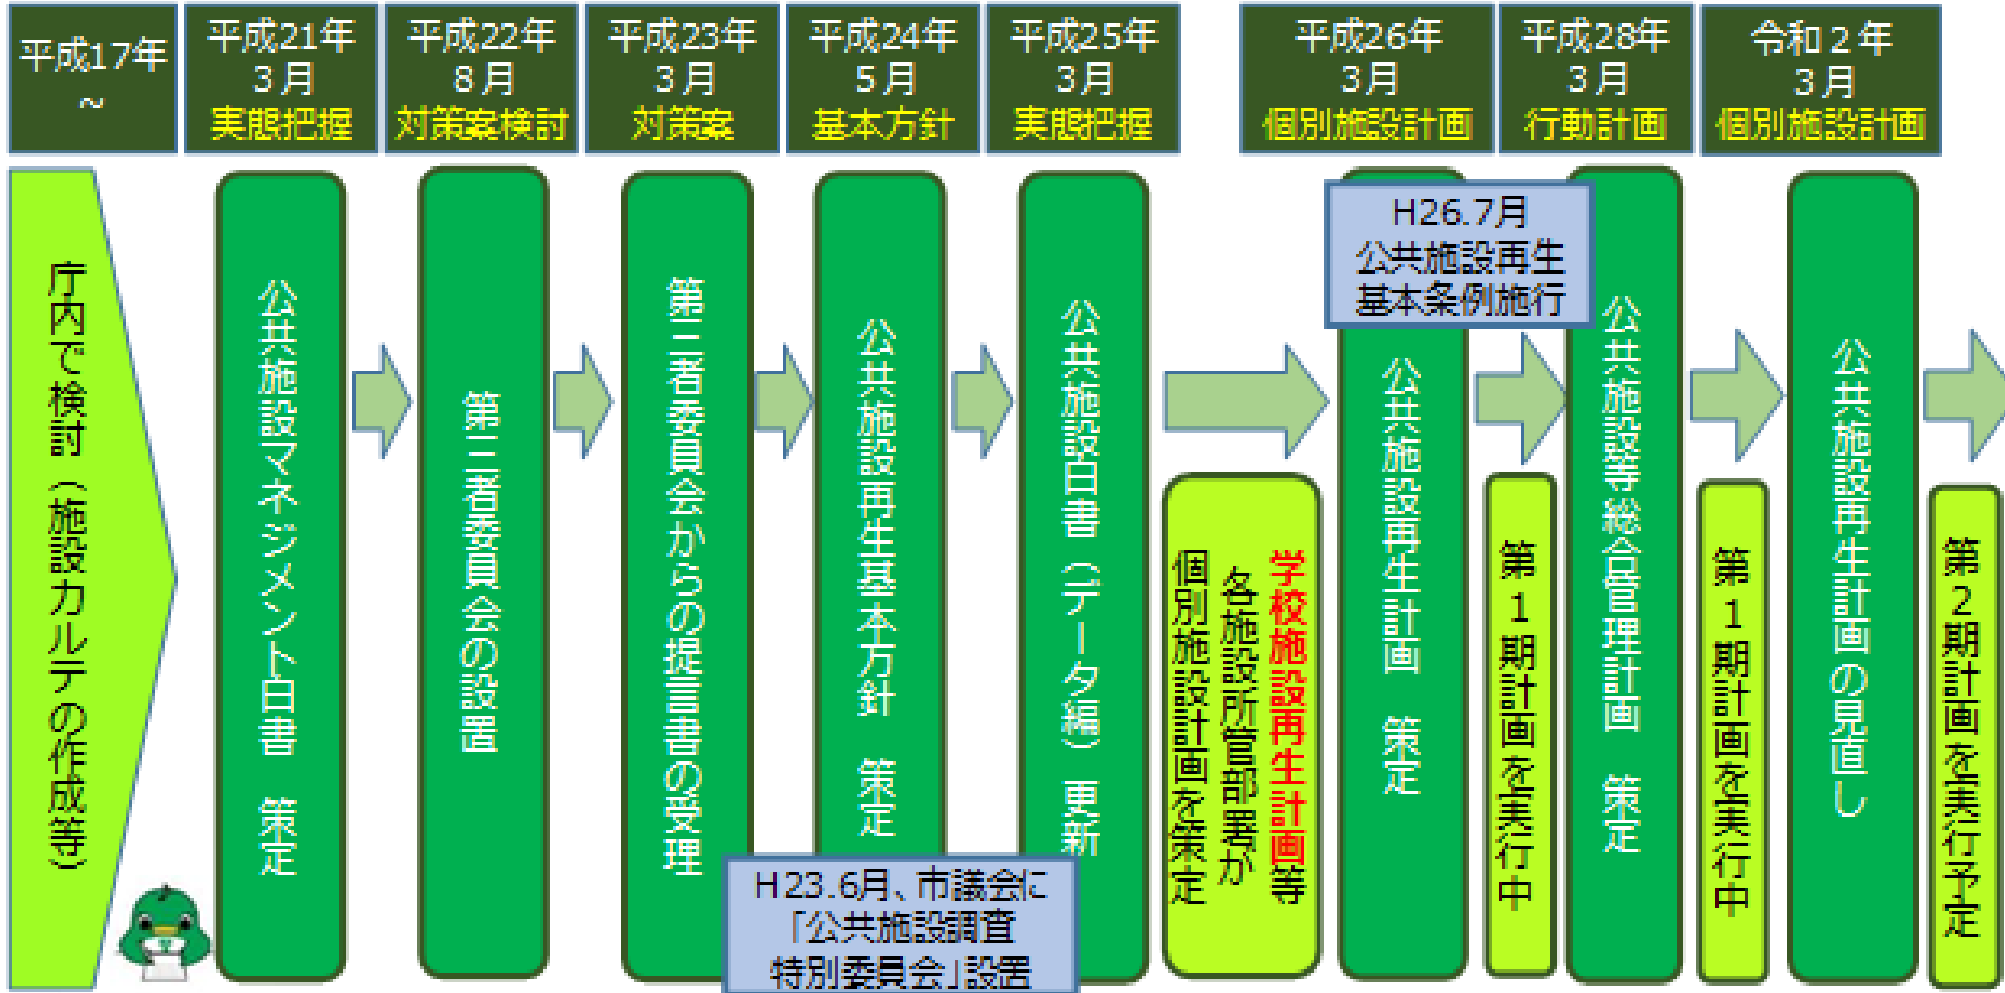 平成17年
~
平成21年
3月
実態把握
平成22年
8月
対策案検討
平成23年
3月
対策案
平成24年
5月
基本方針
平成25年
3月
実態把握
平成26年
3月
個別施設計画
平成28年
3月
行動計画
令和2年
3月
個別施設計画
庁内で検討（施設カルテの作成等）
公共施設マネジメント白書　策定
第三者委員会の設置
第三者委員会からの提言書の受理
公共施設再生基本方針　策定
H23.6月、市議会に
「公共施設調査
特別委員会」設置
公共施設白書（データ編）更新
学校施設再生計画等
各施設所管部署が
個別施設計画を策定
公共施設再生計画　策定
H26.7月
公共施設再生
基本条例施行
第1期計画を実行中
公共施設等総合管理計画　策定
第1期計画を実行中
公共施設再生計画の見直し
第2期計画を実行予定